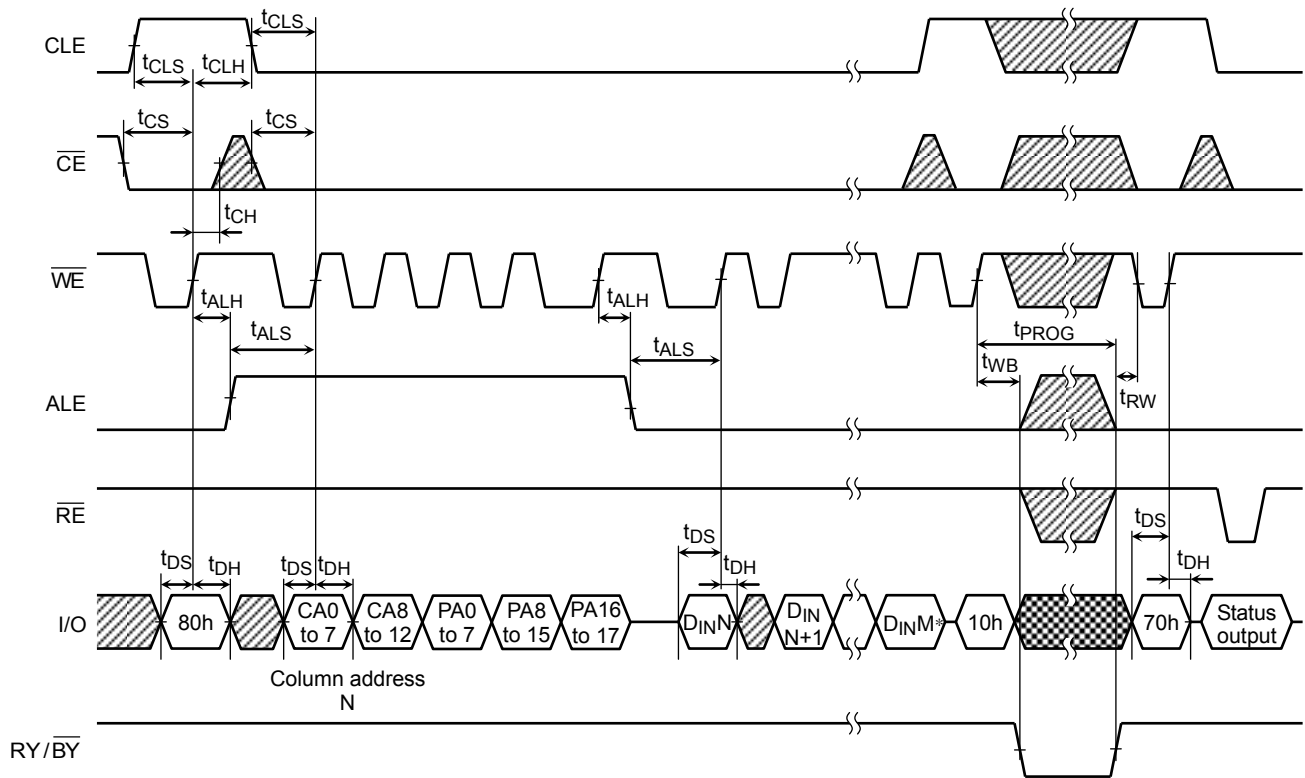 tCLS
CLE
tCLS tCLH
tCS tCS
CE
tCH
WE
tALH tALH
tALS tALS tPROG
tWB
ALE tRW
RE
tDS tDH tDS tDH tDS tDH tDS tDH
I/O
80h
CA0 to 7
CA8 to 12
PA0 to 7
PA8 to 15
PA16 to 17
DINN
DIN N+1
DINM*
10h
70h
Status output
Column address
N
RY/BY